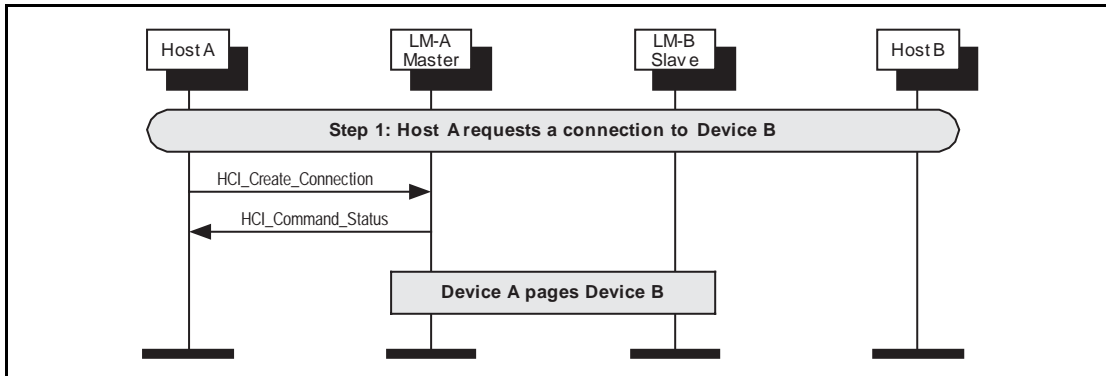 Host A
LM-A
Master
LM-B
Slave
Host B
Step 1: Host A requests a connection to Device B
HCI_Create_Connection
HCI_Command_Status
Device A pages Device B